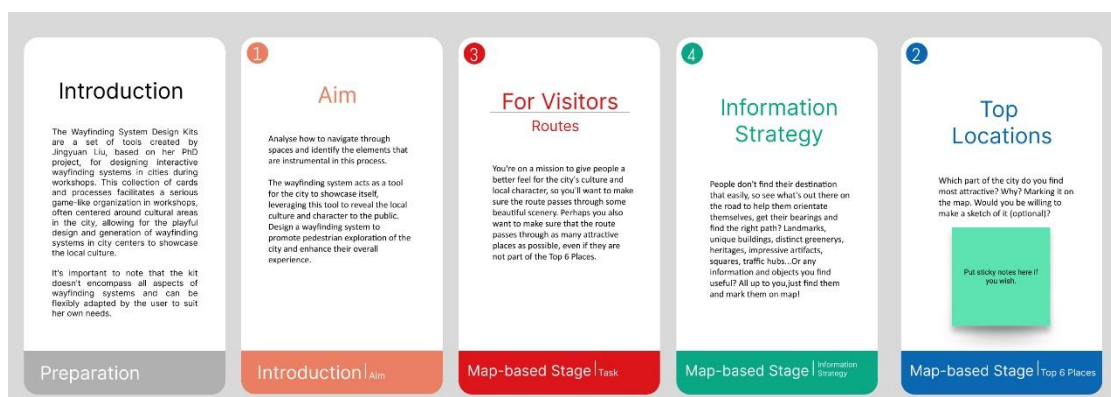 Introduction
The Wayfinding System Design Kits
are a set of tools created by
Jingyuan Liu, based on her PhD
project, for designing interactive
wayfinding systems in cities during
workshops. This collection of cards
and processes facilitates a serious
game-like organization in workshops,
often centered around cultural areas
in the city, allowing for the playful
design and generation of wayfinding
systems in city centers to showcase
the local culture.
It's important to note that the kit
doesn't encompass all aspects of
wayfinding systems and can be
flexibly adapted by the user to suit
her own needs.
Preparation
1
Aim
Analyse how to navigate through
spaces and identify the elements that
are instrumental in this process.
The wayfinding system acts as a tool
for the city to showcase itself,
leveraging this tool to reveal the local
culture and character to the public.
Design a wayfinding system to
promote pedestrian exploration of the
city and enhance their overall
experience.
Introduction | Aim
3
For Visitors
Routes
You're on a mission to give people a
better feel for the city's culture and
local character, so you'll want to make
sure the route passes through some
beautiful scenery. Perhaps you also
want to make sure that the route
passes through as many attractive
places as possible, even if they are
not part of the Top 6 Places.
Map-based Stage | Task
4
Information
Strategy
People don't find their destination
that easily, so see what's out there on
the road to help them orientate
themselves, get their bearings and
find the right path? Landmarks,
unique buildings, distinct greenerys,
heritages, impressive artifacts,
squares, traffic hubs...Or any
information and objects you find
useful? All up to you,just find them
and mark them on map!
Map-based Stage | Information
Strategy
2
Top
Locations
Which part of the city do you find
most attractive? Why? Marking it on
the map. Would you be willing to
make a sketch of it (optional)?
Put sticky notes here if
you wish.
Map-based Stage | Top 6 Places